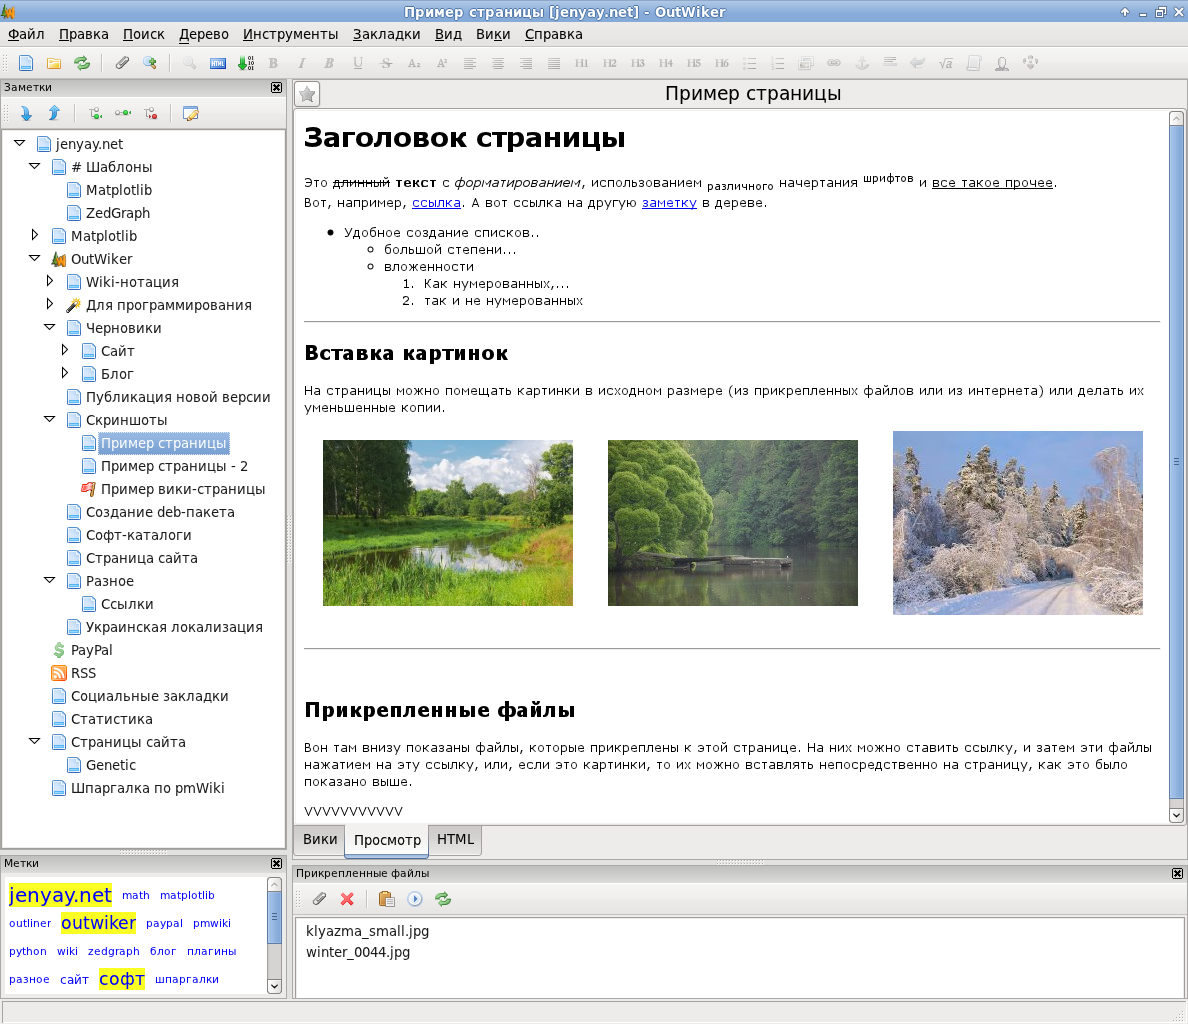 Пример страницы [jenyay.net] - OutWiker
Файл Правка Поиск Дерево Инструменты Закладки Вид Вики Справка
HTML B I B U S A₂ A² H1 H2 H3 H4 H5 H6 √a
Заметки
jenyay.net
# Шаблоны
Matplotlib
ZedGraph
Matplotlib
OutWiker
Wiki-нотация
Для программирования
Черновики
Сайт
Блог
Публикация новой версии
Скриншоты
Пример страницы
Пример страницы - 2
Пример вики-страницы
Создание deb-пакета
Софт-каталоги
Страница сайта
Разное
Ссылки
Украинская локализация
PayPal
RSS
Социальные закладки
Статистика
Страницы сайта
Genetic
Шпаргалка по pmWiki
Метки
jenyay.net math matplotlib
outliner outwiker paypal pmwiki
python wiki zedgraph блог плагины
разное сайт софт шпаргалки
Пример страницы
Заголовок страницы
Это длинный текст с форматированием, использованием различного начертания шрифтов и все такое прочее.
Вот, например, ссылка. А вот ссылка на другую заметку в дереве.
Удобное создание списков..
большой степени...
вложенности
1. Как нумерованных,...
2. так и не нумерованных
Вставка картинок
На страницы можно помещать картинки в исходном размере (из прикрепленных файлов или из интернета) или делать их
уменьшенные копии.
Прикрепленные файлы
Вон там внизу показаны файлы, которые прикреплены к этой странице. На них можно ставить ссылку, и затем эти файлы
нажатием на эту ссылку, или, если это картинки, то их можно вставлять непосредственно на страницу, как это было
показано выше.
VVVVVVVVVVV
Вики Просмотр HTML
Прикрепленные файлы
klyazma_small.jpg
winter_0044.jpg